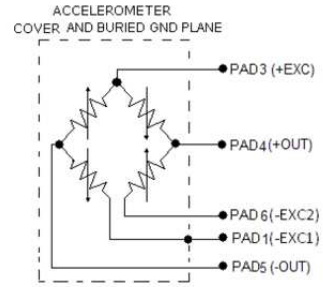 ACCELEROMETER
COVER AND BURIED GND PLANE
PAD3 (+EXC)
PAD4(+OUT)
PAD6(-EXC2)
PAD1(-EXC1)
PAD5(-OUT)